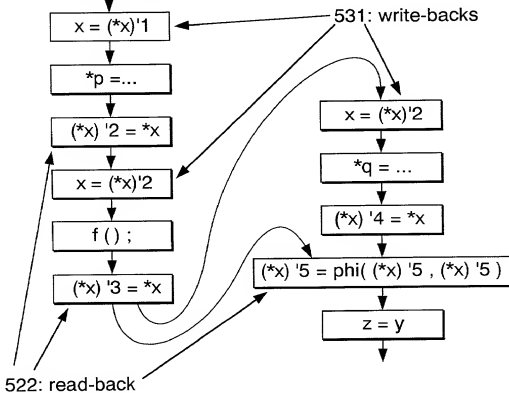 531: write-backs
x = (*x)'1
*p =...
(*x) '2 = *x
x = (*x)'2
f ( ) ;
(*x) '3 = *x
x = (*x)'2
*q = ...
(*x) '4 = *x
(*x) '5 = phi( (*x) '5 , (*x) '5 )
z = y
522: read-back